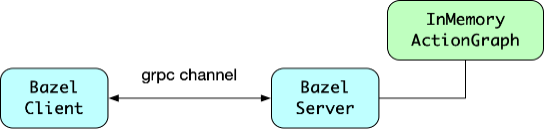 InMemory
ActionGraph
grpc channel
Bazel
Client
Bazel
Server